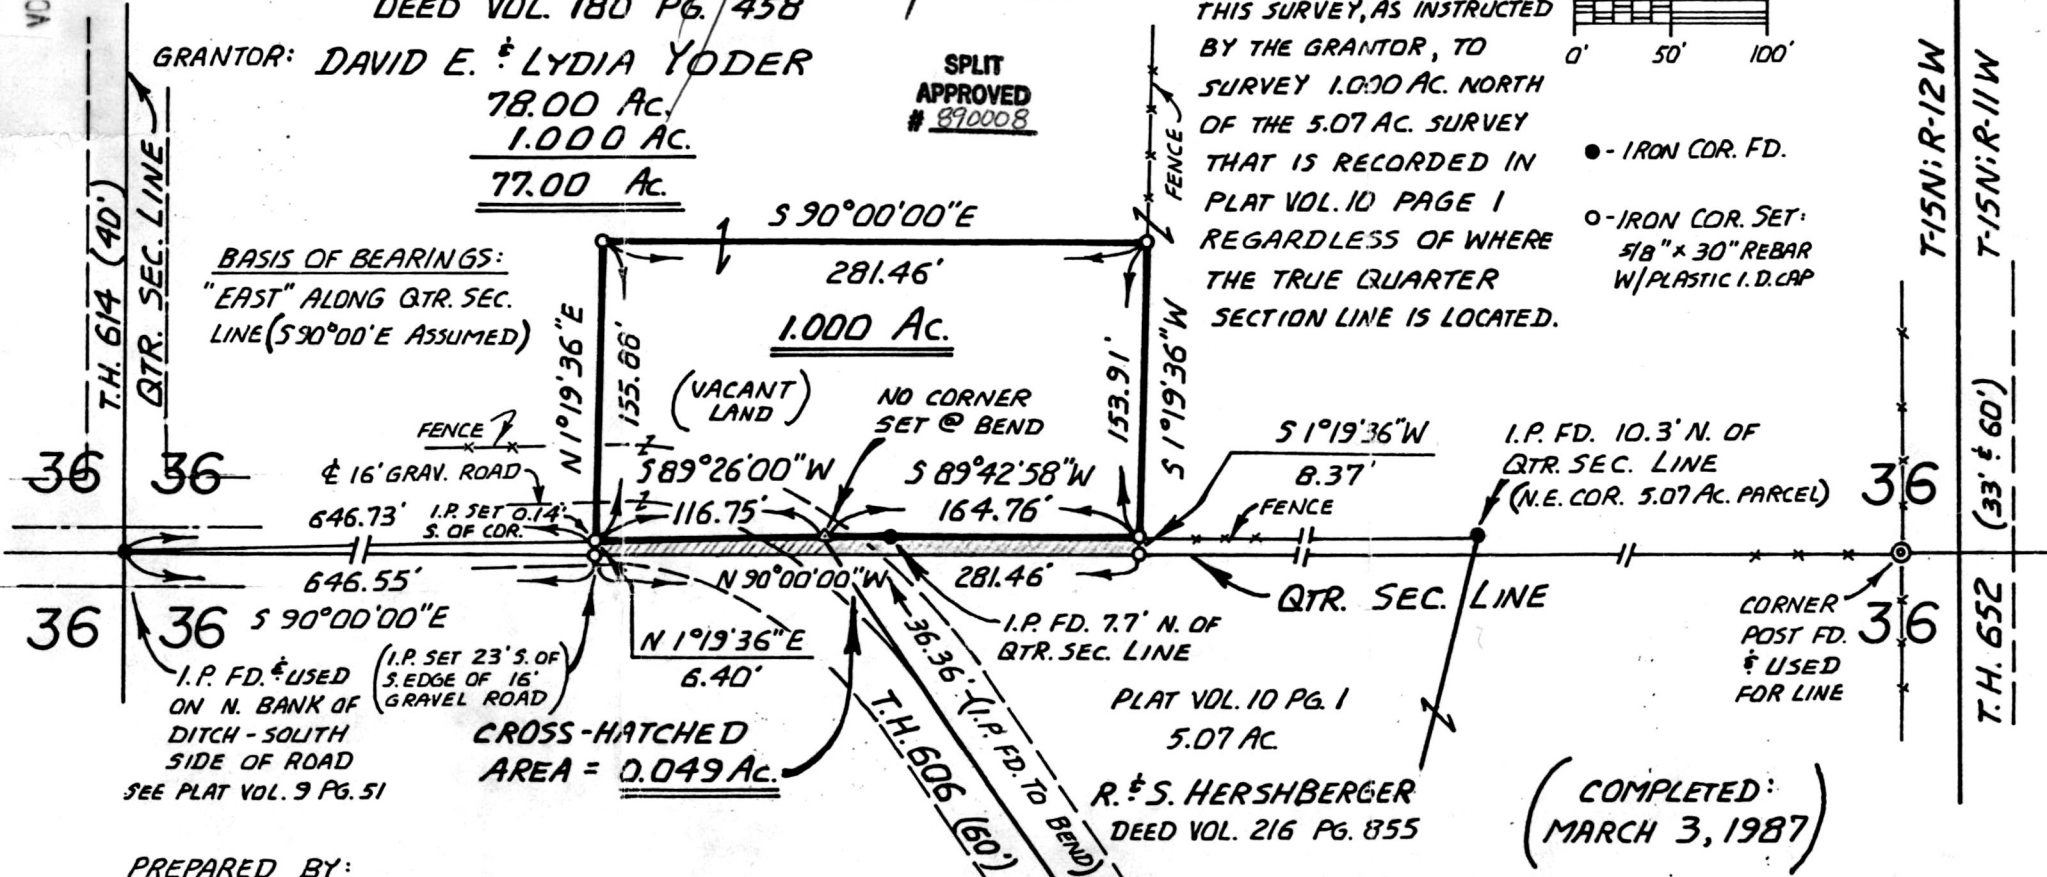 VO
DEED VOL. 180 PG. 458
GRANTOR: DAVID E. & LYDIA YODER
78.00 Ac.
1.000 Ac.
77.00 Ac.
SPLIT
APPROVED
# 890008
THIS SURVEY, AS INSTRUCTED
BY THE GRANTOR, TO
SURVEY 1.000 AC. NORTH
OF THE 5.07 AC. SURVEY
THAT IS RECORDED IN
PLAT VOL. 10 PAGE 1
REGARDLESS OF WHERE
THE TRUE QUARTER
SECTION LINE IS LOCATED.
0' 50' 100'
●-IRON COR. FD.
○-IRON COR. SET:
5/8" x 30" REBAR
W/PLASTIC I.D. CAP
T-15N; R-12W
T-15N; R-11W
T.H. 614 (40')
QTR. SEC. LINE
BASIS OF BEARINGS:
"EAST" ALONG QTR. SEC.
LINE (S 90°00' E ASSUMED)
S 90°00'00" E
281.46'
1.000 Ac.
(VACANT
LAND)
N 1°19'36" E
155.88'
153.91'
S 1°19'36" W
FENCE
NO CORNER
SET @ BEND
FENCE
℄ 16' GRAV. ROAD
I.P. SET 0.14'
S. OF COR.
S 89°26'00" W
116.75'
S 89°42'58" W
164.76'
S 1°19'36" W
8.37'
FENCE
I.P. FD. 10.3' N. OF
QTR. SEC. LINE
(N.E. COR. 5.07 AC. PARCEL)
36 36
36
646.73'
646.55'
S 90°00'00" E
N 90°00'00" W
281.46'
QTR. SEC. LINE
36 36
36
I.P. FD. & USED
ON N. BANK OF
DITCH - SOUTH
SIDE OF ROAD
SEE PLAT VOL. 9 PG. 51
(I.P. SET 23' S. OF
S. EDGE OF 16'
GRAVEL ROAD)
N 1°19'36" E
6.40'
CROSS-HATCHED
AREA = 0.049 Ac.
T.H. 606 (60')
36.36' (I.P. FD. TO BEND)
I.P. FD. 7.7' N. OF
QTR. SEC. LINE
PLAT VOL. 10 PG. 1
5.07 AC.
R. & S. HERSHBERGER
DEED VOL. 216 PG. 855
CORNER
POST FD.
& USED
FOR LINE
T.H. 652 (33' & 60')
(COMPLETED:
MARCH 3, 1987)
PREPARED BY: